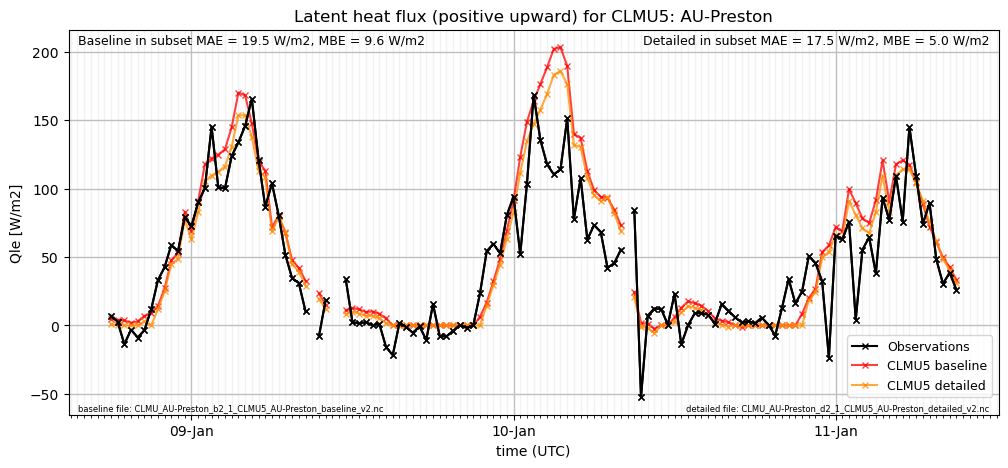 Latent heat flux (positive upward) for CLMU5: AU-Preston
Baseline in subset MAE = 19.5 W/m2, MBE = 9.6 W/m2
Detailed in subset MAE = 17.5 W/m2, MBE = 5.0 W/m2
200
150
100
50
0
−50
Qle [W/m2]
Observations
CLMU5 baseline
CLMU5 detailed
baseline file: CLMU_AU-Preston_b2_1_CLMU5_AU-Preston_baseline_v2.nc
detailed file: CLMU_AU-Preston_d2_1_CLMU5_AU-Preston_detailed_v2.nc
09-Jan
10-Jan
11-Jan
time (UTC)